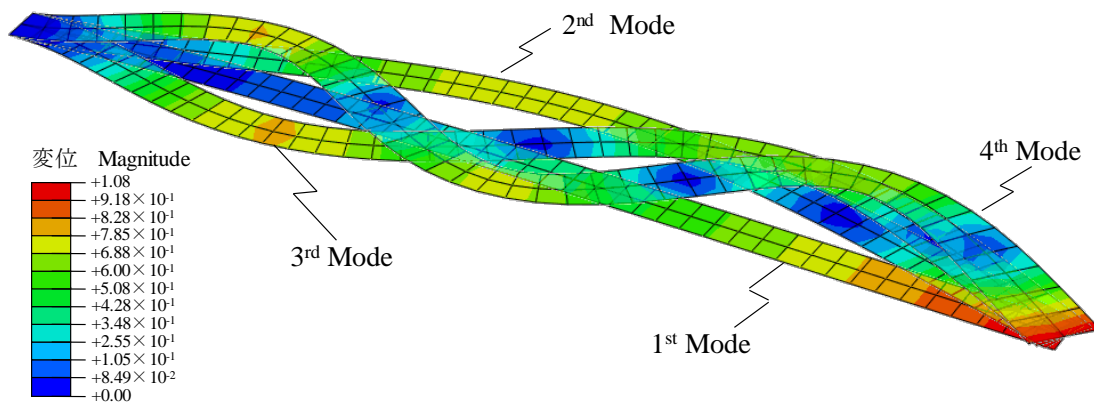 2nd Mode
4th Mode
変位 Magnitude
+1.08
+9.18×10-1
+8.28×10-1
+7.85×10-1
+6.88×10-1
+6.00×10-1
+5.08×10-1
+4.28×10-1
+3.48×10-1
+2.55×10-1
+1.05×10-1
+8.49×10-2
+0.00
3rd Mode
1st Mode